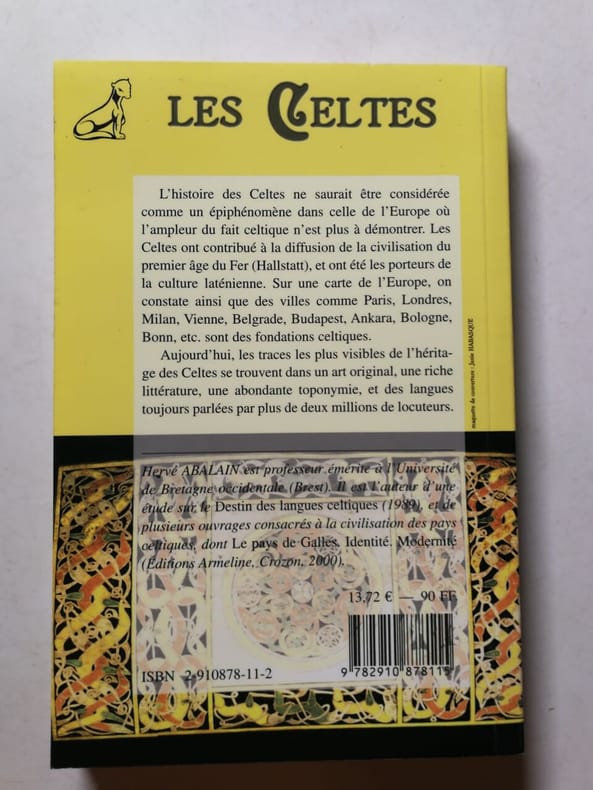 LES CELTES
L'histoire des Celtes ne saurait être considérée
comme un épiphénomène dans celle de l'Europe où
l'ampleur du fait celtique n'est plus à démontrer. Les
Celtes ont contribué à la diffusion de la civilisation du
premier âge du Fer (Hallstatt), et ont été les porteurs de
la culture laténienne. Sur une carte de l'Europe, on
constate ainsi que des villes comme Paris, Londres,
Milan, Vienne, Belgrade, Budapest, Ankara, Bologne,
Bonn, etc. sont des fondations celtiques.
Aujourd'hui, les traces les plus visibles de l'hérita-
ge des Celtes se trouvent dans un art original, une riche
littérature, une abondante toponymie, et des langues
toujours parlées par plus de deux millions de locuteurs.
maquette de couverture : Josie HABASQUE
Hervé ABALAIN est professeur émérite à l'Université
de Bretagne occidentale (Brest). Il est l'auteur d'une
étude sur le Destin des langues celtiques (1989), et de
plusieurs ouvrages consacrés à la civilisation des pays
celtiques, dont Le pays de Galles. Identité. Modernité
(Éditions Armeline, Crozon, 2000).
13,72 € — 90 FF
ISBN 2-910878-11-2
9 782910 878115